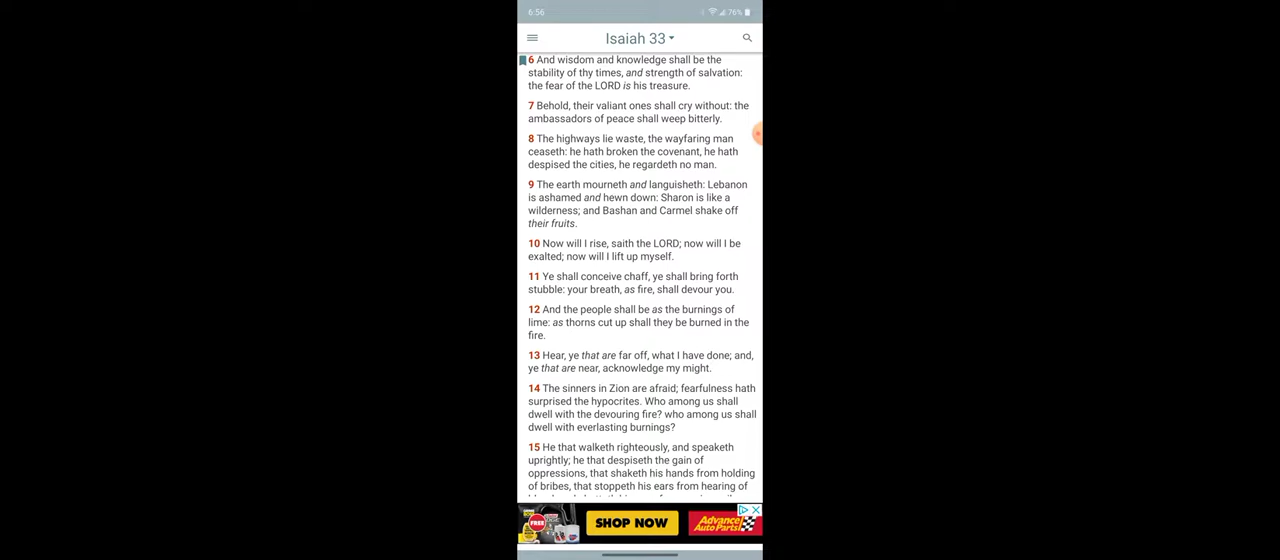 6:56
76%
Isaiah 33
6 And wisdom and knowledge shall be the
stability of thy times, and strength of salvation:
the fear of the LORD is his treasure.
7 Behold, their valiant ones shall cry without: the
ambassadors of peace shall weep bitterly.
8 The highways lie waste, the wayfaring man
ceaseth: he hath broken the covenant, he hath
despised the cities, he regardeth no man.
9 The earth mourneth and languisheth: Lebanon
is ashamed and hewn down: Sharon is like a
wilderness; and Bashan and Carmel shake off
their fruits.
10 Now will I rise, saith the LORD; now will I be
exalted; now will I lift up myself.
11 Ye shall conceive chaff, ye shall bring forth
stubble: your breath, as fire, shall devour you.
12 And the people shall be as the burnings of
lime: as thorns cut up shall they be burned in the
fire.
13 Hear, ye that are far off, what I have done; and,
ye that are near, acknowledge my might.
14 The sinners in Zion are afraid; fearfulness hath
surprised the hypocrites. Who among us shall
dwell with the devouring fire? who among us shall
dwell with everlasting burnings?
15 He that walketh righteously, and speaketh
uprightly; he that despiseth the gain of
oppressions, that shaketh his hands from holding
of bribes, that stoppeth his ears from hearing of
FREE
SHOP NOW
Advance
Auto Parts